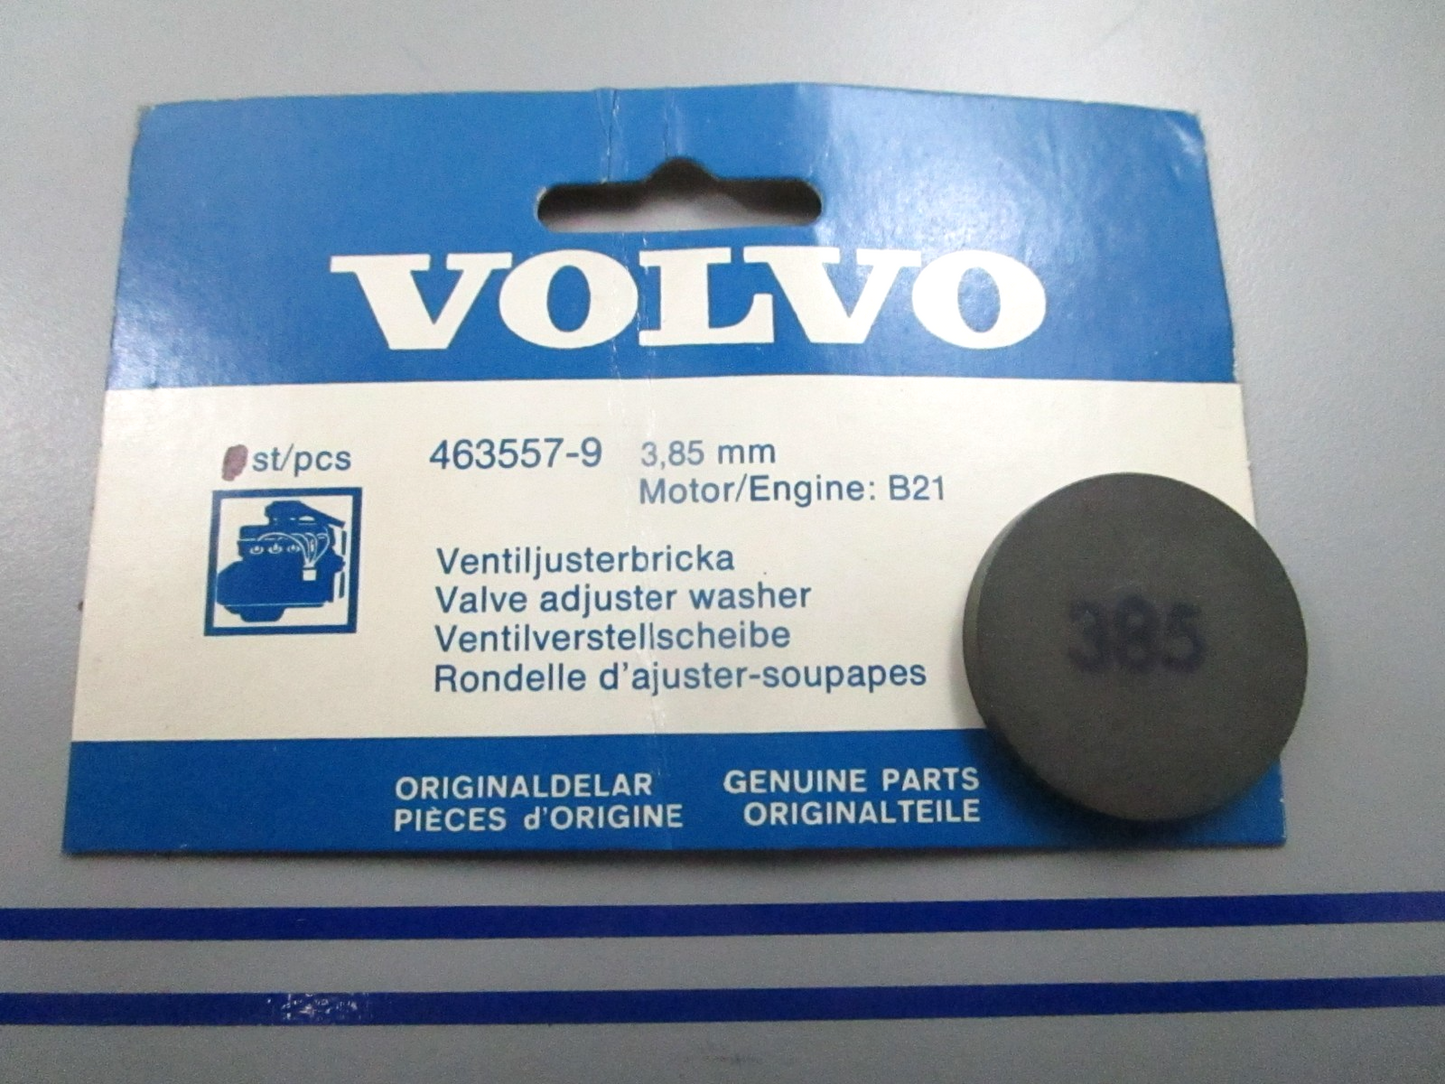 VOLVO
st/pcs 463557-9 3,85 mm
Motor/Engine: B21
Ventiljusterbricka
Valve adjuster washer
Ventilverstellscheibe
Rondelle d'ajuster-soupapes
385
ORIGINALDELAR GENUINE PARTS
PIÈCES d'ORIGINE ORIGINALTEILE